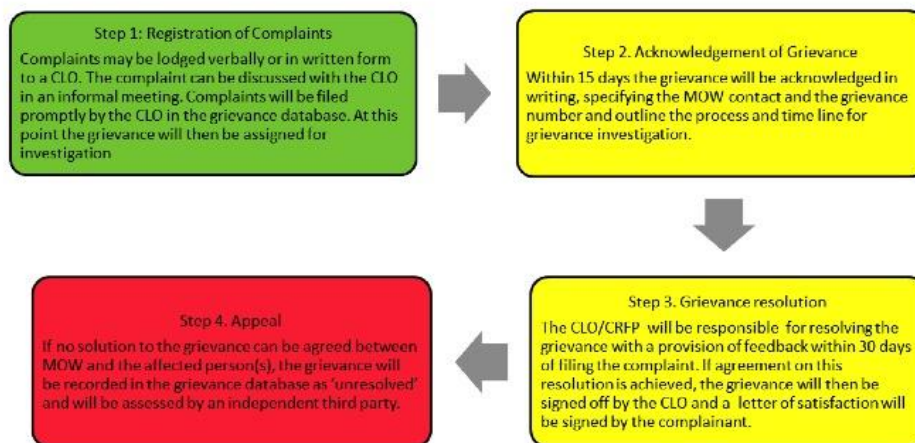 Step 1: Registration of Complaints
Complaints may be lodged verbally or in written form
to a CLO. The complaint can be discussed with the CLO
in an informal meeting. Complaints will be filed
promptly by the CLO in the grievance database. At this
point the grievance will then be assigned for
investigation
Step 2. Acknowledgement of Grievance
Within 15 days the grievance will be acknowledged in
writing, specifying the MOW contact and the grievance
number and outline the process and time line for
grievance investigation.
Step 3. Grievance resolution
The CLO/CRFP will be responsible for resolving the
grievance with a provision of feedback within 30 days
of filing the complaint. If agreement on this
resolution is achieved, the grievance will then be
signed off by the CLO and a letter of satisfaction will
be signed by the complainant.
Step 4. Appeal
If no solution to the grievance can be agreed between
MOW and the affected person(s), the grievance will
be recorded in the grievance database as 'unresolved'
and will be assessed by an independent third party.